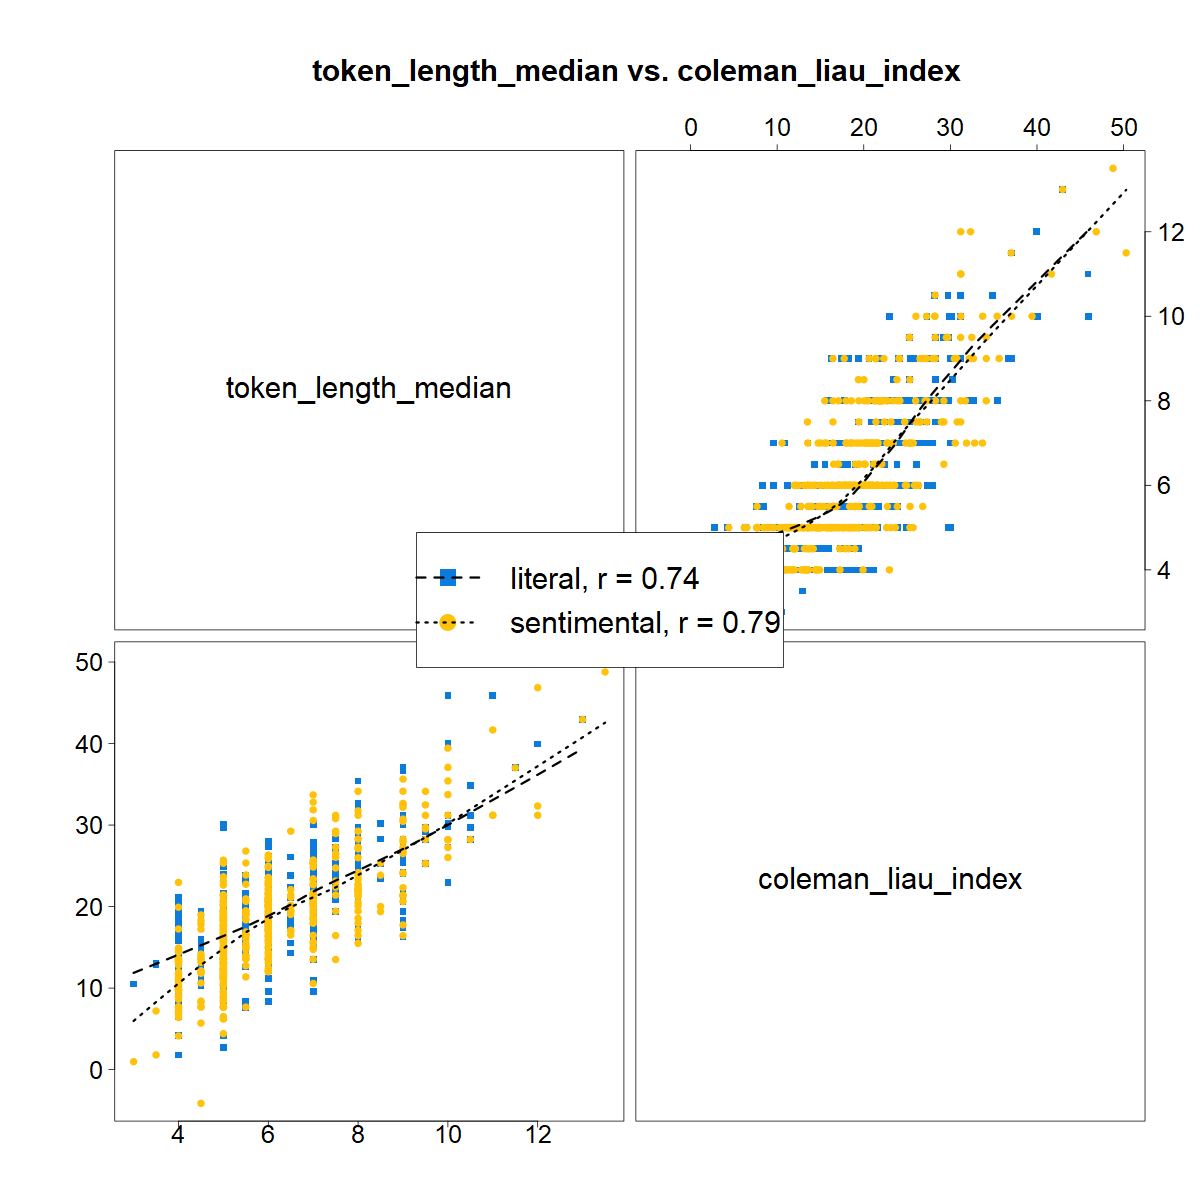 token_length_median vs. coleman_liau_index
0 10 20 30 40 50
token_length_median
12
10
8
6
4
literal, r = 0.74
sentimental, r = 0.79
50
40
30
20
10
0
coleman_liau_index
4 6 8 10 12